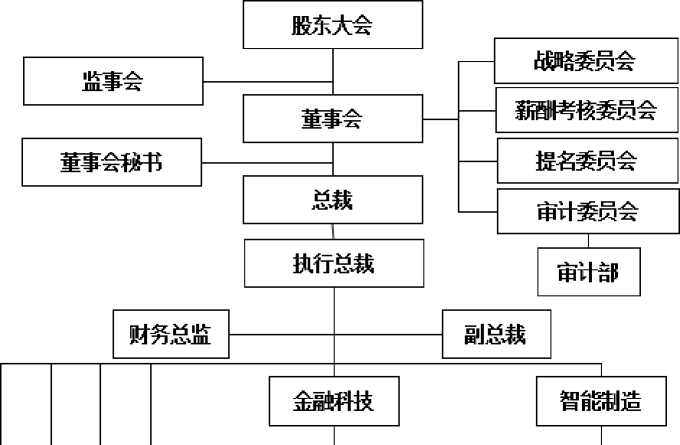 股东大会
监事会
战略委员会
薪酬考核委员会
董事会
提名委员会
董事会秘书
总裁
审计委员会
执行总裁
审计部
财务总监
副总裁
金融科技
智能制造